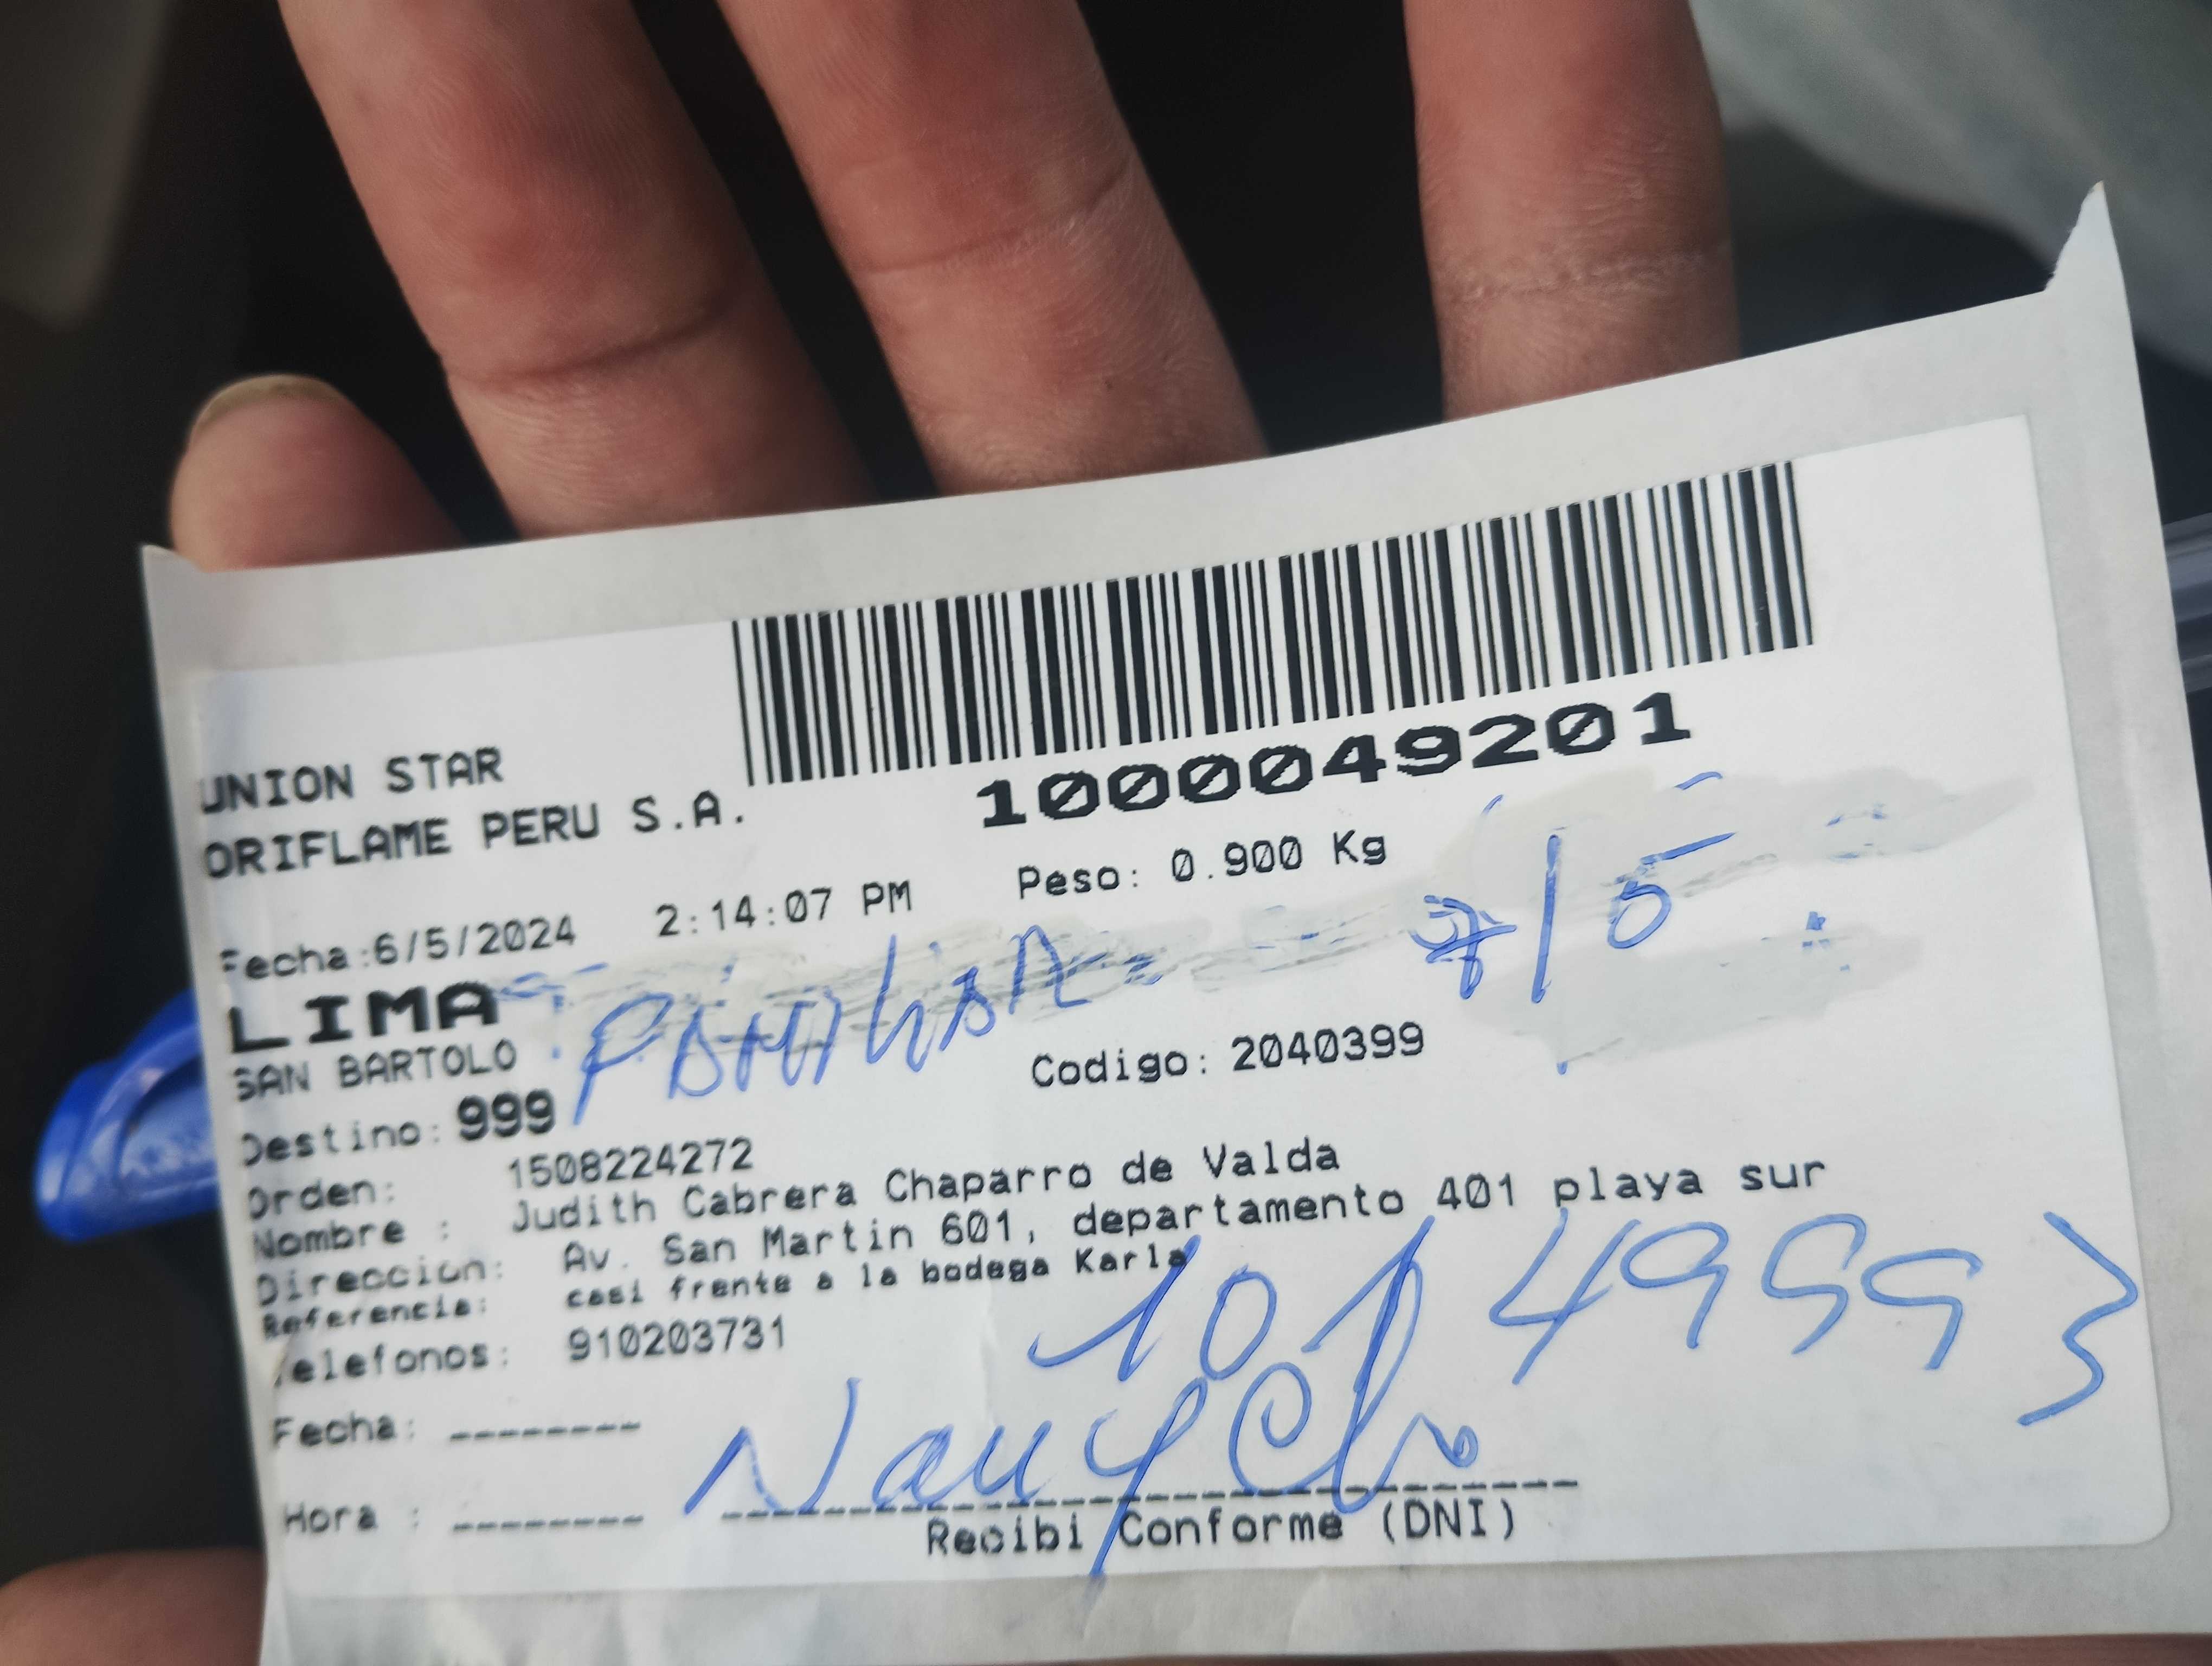 1000049201
UNION STAR
ORIFLAME PERU S.A.
Fecha:6/5/2024 2:14:07 PM Peso: 0.900 Kg
LIMA
SAN BARTOLO
Destino: 999 Codigo: 2040399
Orden: 1508224272
Nombre : Judith Cabrera Chaparro de Valda
Direccion: Av. San Martin 601, departamento 401 playa sur
Referencia: casi frente a la bodega Karla
Telefonos: 910203731
Fecha: --------
Hora : --------
Recibi Conforme (DNI)